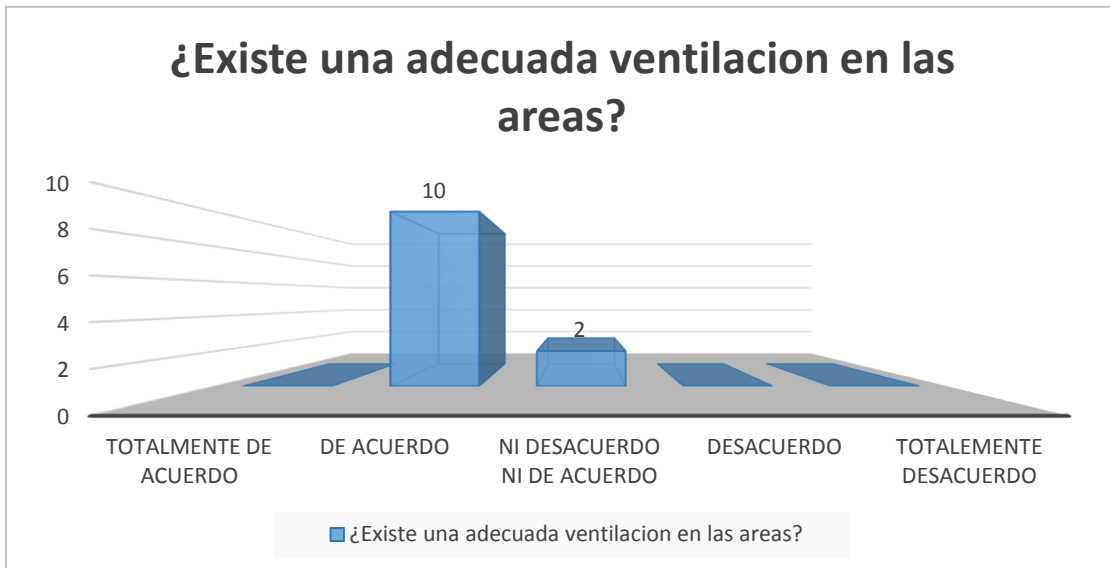 ¿Existe una adecuada ventilacion en las
areas?
10
8
6
4
2
0
10
2
TOTALMENTE DE
ACUERDO
DE ACUERDO
NI DESACUERDO
NI DE ACUERDO
DESACUERDO
TOTALEMENTE
DESACUERDO
¿Existe una adecuada ventilacion en las areas?